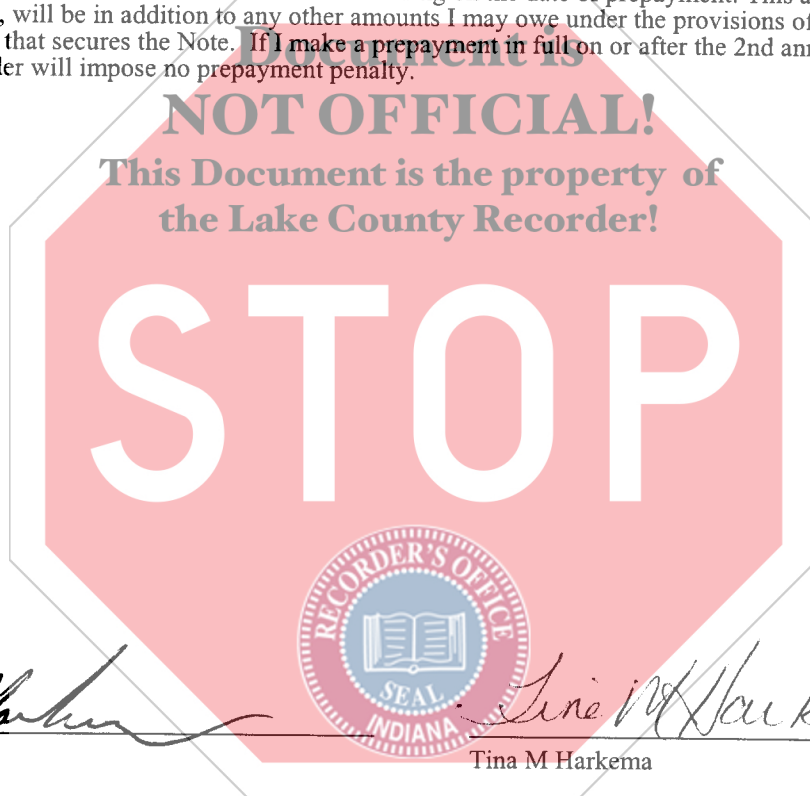 , will be in addition to any other amounts I may owe under the provisions of
that secures the Note. If I make a prepayment in full on or after the 2nd
er will impose no prepayment penalty.
Document is
NOT OFFICIAL!
This Document is the property of
the Lake County Recorder!
STOP
RECORDER'S OFFICE
SEAL
INDIANA
Tina M
Tina M Harkema